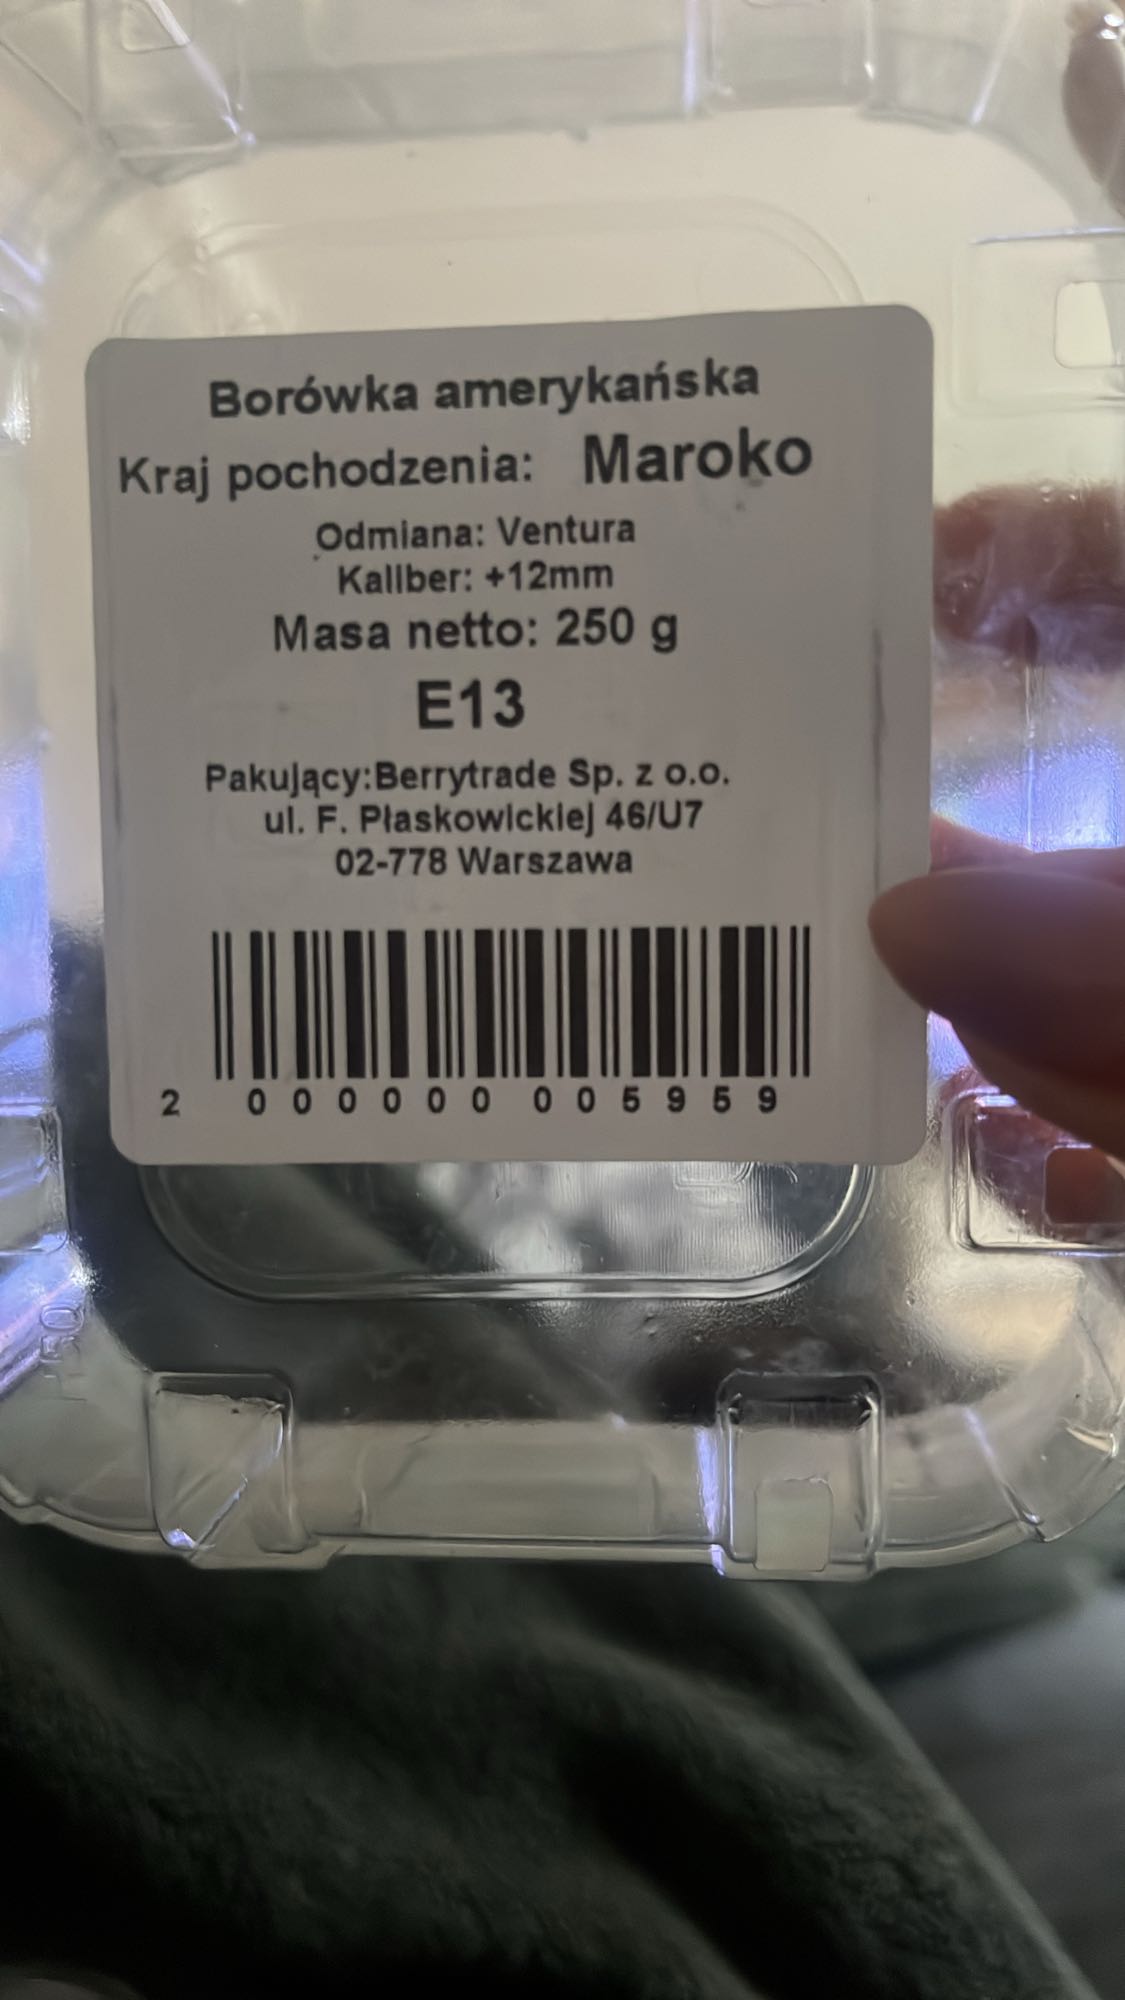 Borówka amerykańska
Kraj pochodzenia: Maroko
Odmiana: Ventura
Kaliber: +12mm
Masa netto: 250 g
E13
Pakujący:Berrytrade Sp. z o.o.
ul. F. Płaskowickiej 46/U7
02-778 Warszawa
2 000000 005959